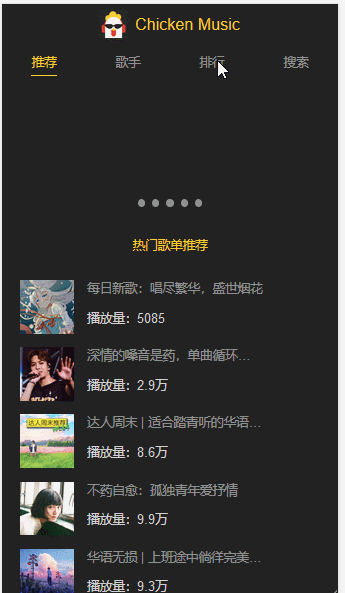 Chicken Music
推荐 歌手 排行 搜索
热门歌单推荐
每日新歌：唱尽繁华，盛世烟花
播放量：5085
深情的嗓音是药，单曲循环...
播放量：2.9万
达人周末推荐
达人周末 | 适合踏青听的华语...
播放量：8.6万
不药自愈：孤独青年爱抒情
播放量：9.9万
华语无损 | 上班途中徜徉完美...
播放量：9.3万